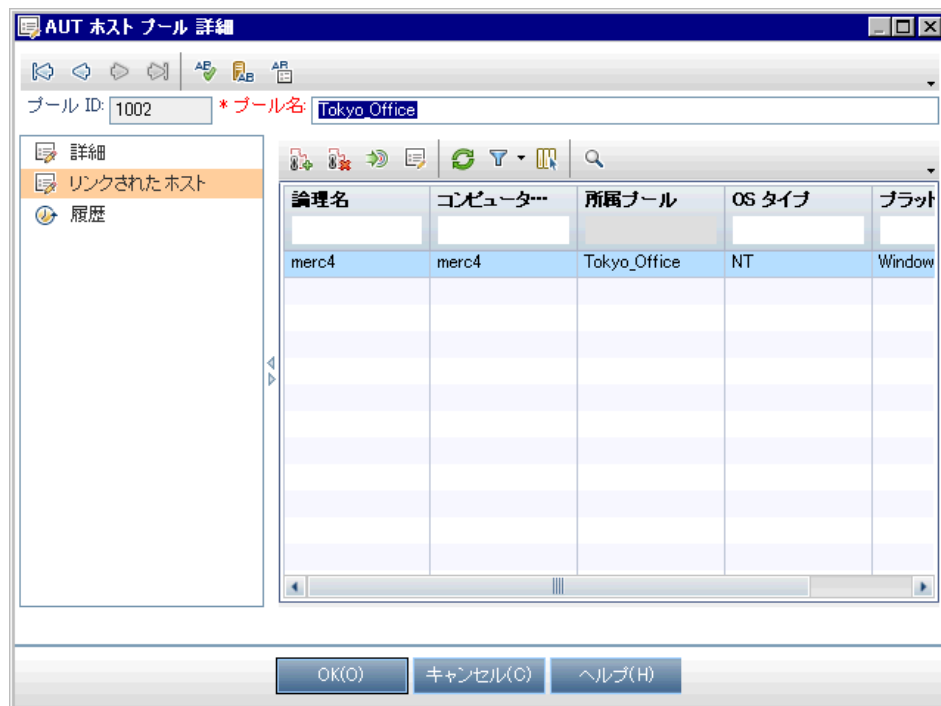 AUT ホスト プール 詳細
プール ID: 1002 * プール名: Tokyo_Office
詳細
リンクされたホスト
履歴
論理名 コンピューター… 所属プール OS タイプ プラット
merc4 merc4 Tokyo_Office NT Window
OK(O) キャンセル(C) ヘルプ(H)